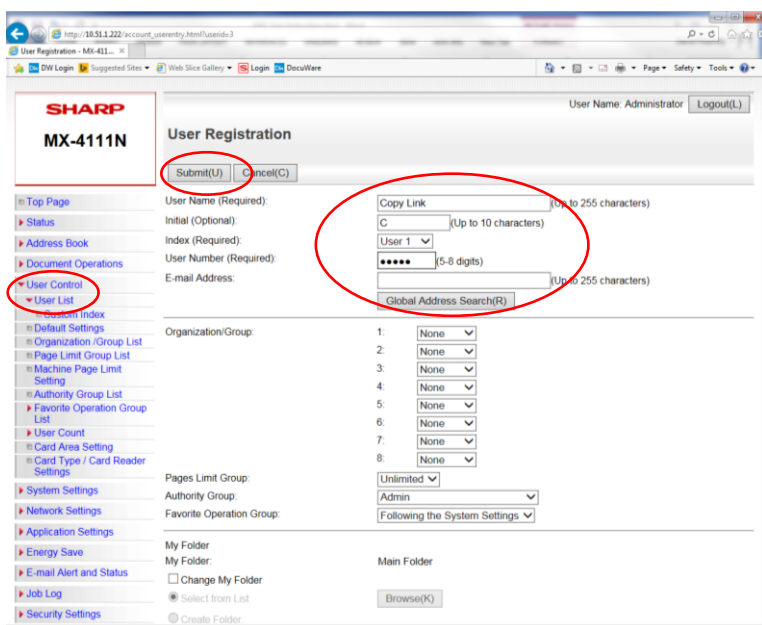 http://10.51.1.222/account_userentry.html?userid=3
User Registration - MX-411...
DW Login Suggested Sites Web Slice Gallery Login DocuWare Page Safety Tools
SHARP
MX-4111N
User Name: Administrator Logout(L)
User Registration
Submit(U) Cancel(C)
Top Page
Status
Address Book
Document Operations
User Control
User List
Custom Index
Default Settings
Organization /Group List
Page Limit Group List
Machine Page Limit
Setting
Authority Group List
Favorite Operation Group
List
User Count
Card Area Setting
Card Type / Card Reader
Settings
System Settings
Network Settings
Application Settings
Energy Save
E-mail Alert and Status
Job Log
Security Settings
User Name (Required): Copy Link (Up to 255 characters)
Initial (Optional): C (Up to 10 characters)
Index (Required): User 1
User Number (Required): ••••• (5-8 digits)
E-mail Address: (Up to 255 characters)
Global Address Search(R)
Organization/Group: 1: None
2: None
3: None
4: None
5: None
6: None
7: None
8: None
Pages Limit Group: Unlimited
Authority Group: Admin
Favorite Operation Group: Following the System Settings
My Folder
My Folder: Main Folder
Change My Folder
Select from List Browse(K)
Create Folder: